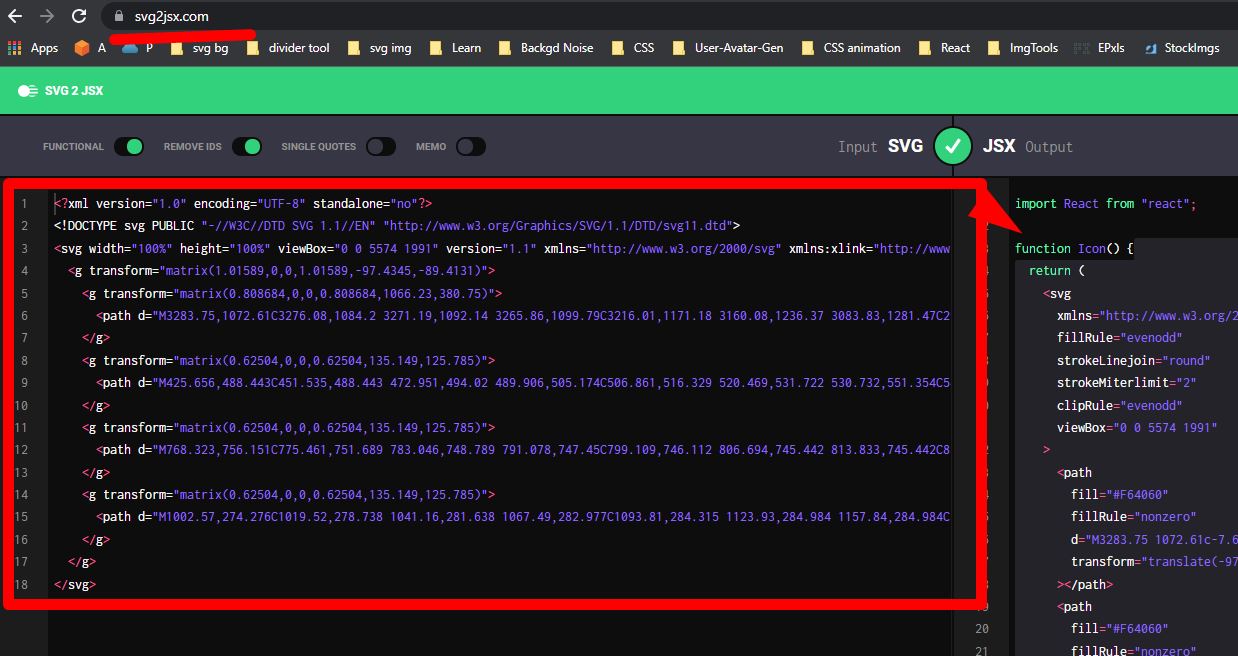 svg2jsx.com
Apps A P svg bg divider tool svg img Learn Backgd Noise CSS User-Avatar-Gen CSS animation React ImgTools EPxls StockImgs
SVG 2 JSX
FUNCTIONAL REMOVE IDS SINGLE QUOTES MEMO Input SVG JSX Output
1 <?xml version="1.0" encoding="UTF-8" standalone="no"?>
2 <!DOCTYPE svg PUBLIC "-//W3C//DTD SVG 1.1//EN" "http://www.w3.org/Graphics/SVG/1.1/DTD/svg11.dtd">
3 <svg width="100%" height="100%" viewBox="0 0 5574 1991" version="1.1" xmlns="http://www.w3.org/2000/svg" xmlns:xlink="http://www
4 <g transform="matrix(1.01589,0,0,1.01589,-97.4345,-89.4131)">
5 <g transform="matrix(0.808684,0,0,0.808684,1066.23,380.75)">
6 <path d="M3283.75,1072.61C3276.08,1084.2 3271.19,1092.14 3265.86,1099.79C3216.01,1171.18 3160.08,1236.37 3083.83,1281.47C2
7 </g>
8 <g transform="matrix(0.62504,0,0,0.62504,135.149,125.785)">
9 <path d="M425.656,488.443C451.535,488.443 472.951,494.02 489.906,505.174C506.861,516.329 520.469,531.722 530.732,551.354C5
10 </g>
11 <g transform="matrix(0.62504,0,0,0.62504,135.149,125.785)">
12 <path d="M768.323,756.151C775.461,751.689 783.046,748.789 791.078,747.45C799.109,746.112 806.694,745.442 813.833,745.442C8
13 </g>
14 <g transform="matrix(0.62504,0,0,0.62504,135.149,125.785)">
15 <path d="M1002.57,274.276C1019.52,278.738 1041.16,281.638 1067.49,282.977C1093.81,284.315 1123.93,284.984 1157.84,284.984C
16 </g>
17 </g>
18 </svg>
import React from "react";
function Icon() {
return (
<svg
xmlns="http://www.w3.org/2
fillRule="evenodd"
strokeLinejoin="round"
strokeMiterlimit="2"
clipRule="evenodd"
viewBox="0 0 5574 1991"
>
<path
fill="#F64060"
fillRule="nonzero"
d="M3283.75 1072.61c-7.6
transform="translate(-97
></path>
<path
20 fill="#F64060"
21 fillRule="nonzero"